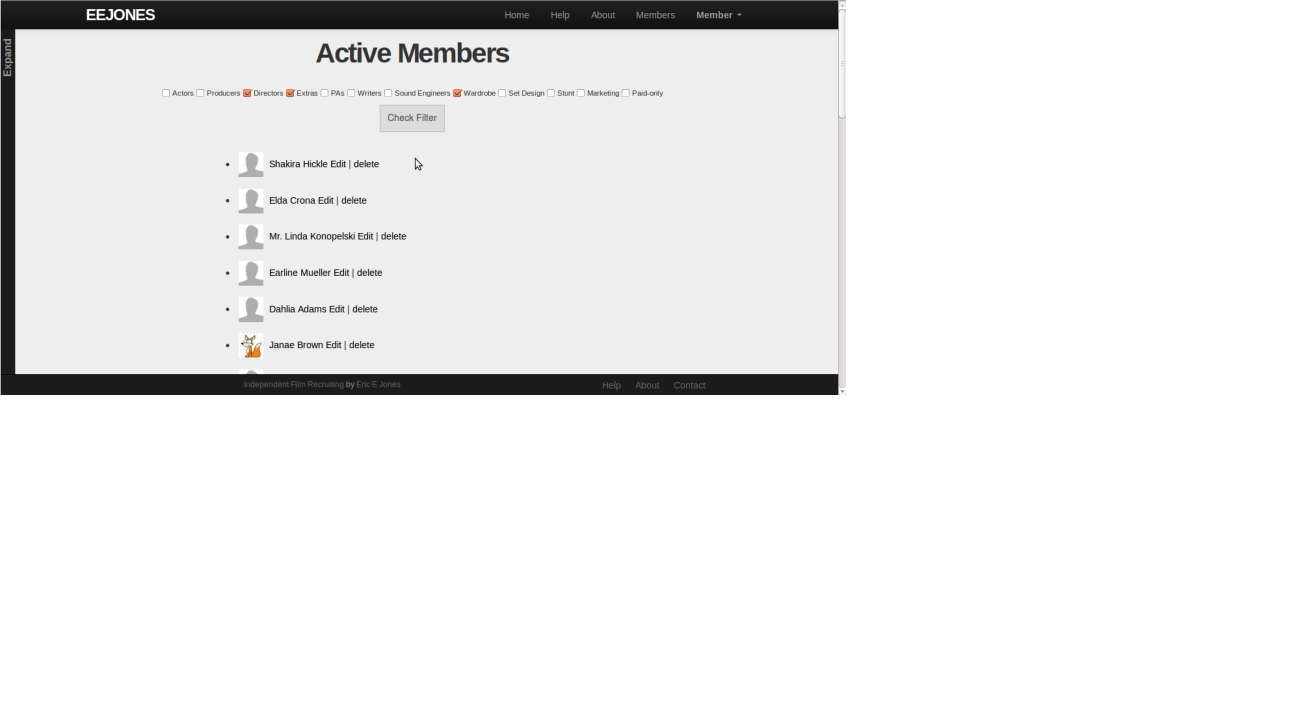 EEJONES Home Help About Members Member
Expand
Active Members
Actors Producers Directors Extras PAs Writers Sound Engineers Wardrobe Set Design Stunt Marketing Paid-only
Check Filter
Shakira Hickle Edit | delete
Elda Crona Edit | delete
Mr. Linda Konopelski Edit | delete
Earline Mueller Edit | delete
Dahlia Adams Edit | delete
Janae Brown Edit | delete
Independent Film Recruiting by Eric E Jones Help About Contact